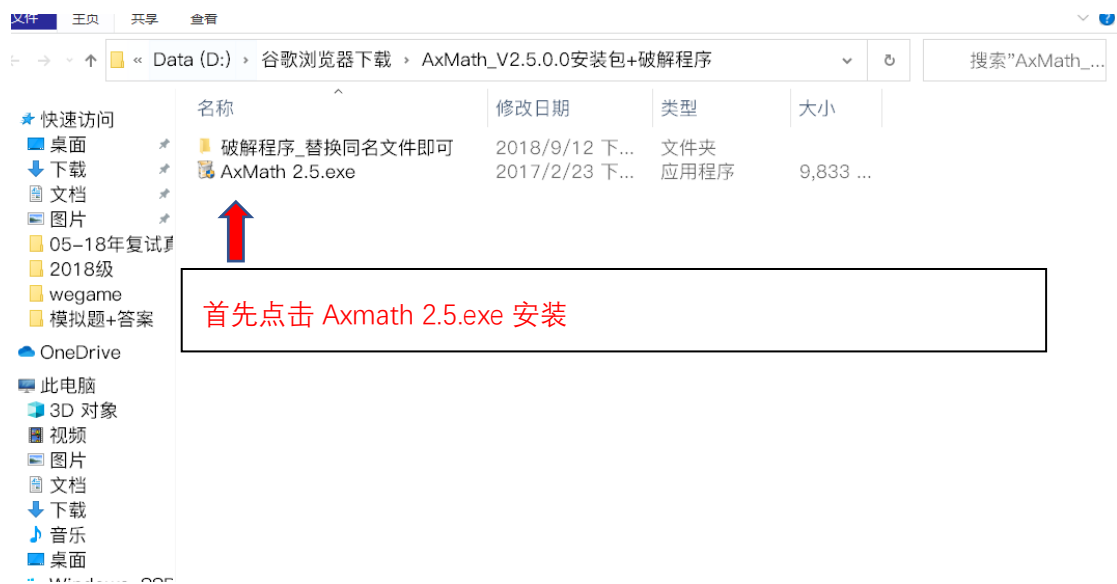 文件 主页 共享 查看
« Data (D:) › 谷歌浏览器下载 › AxMath_V2.5.0.0安装包+破解程序
搜索"AxMath_...
名称 修改日期 类型 大小
破解程序_替换同名文件即可 2018/9/12 下... 文件夹
AxMath 2.5.exe 2017/2/23 下... 应用程序 9,833 ...
首先点击 Axmath 2.5.exe 安装
快速访问
桌面
下载
文档
图片
05-18年复试真
2018级
wegame
模拟题+答案
OneDrive
此电脑
3D 对象
视频
图片
文档
下载
音乐
桌面